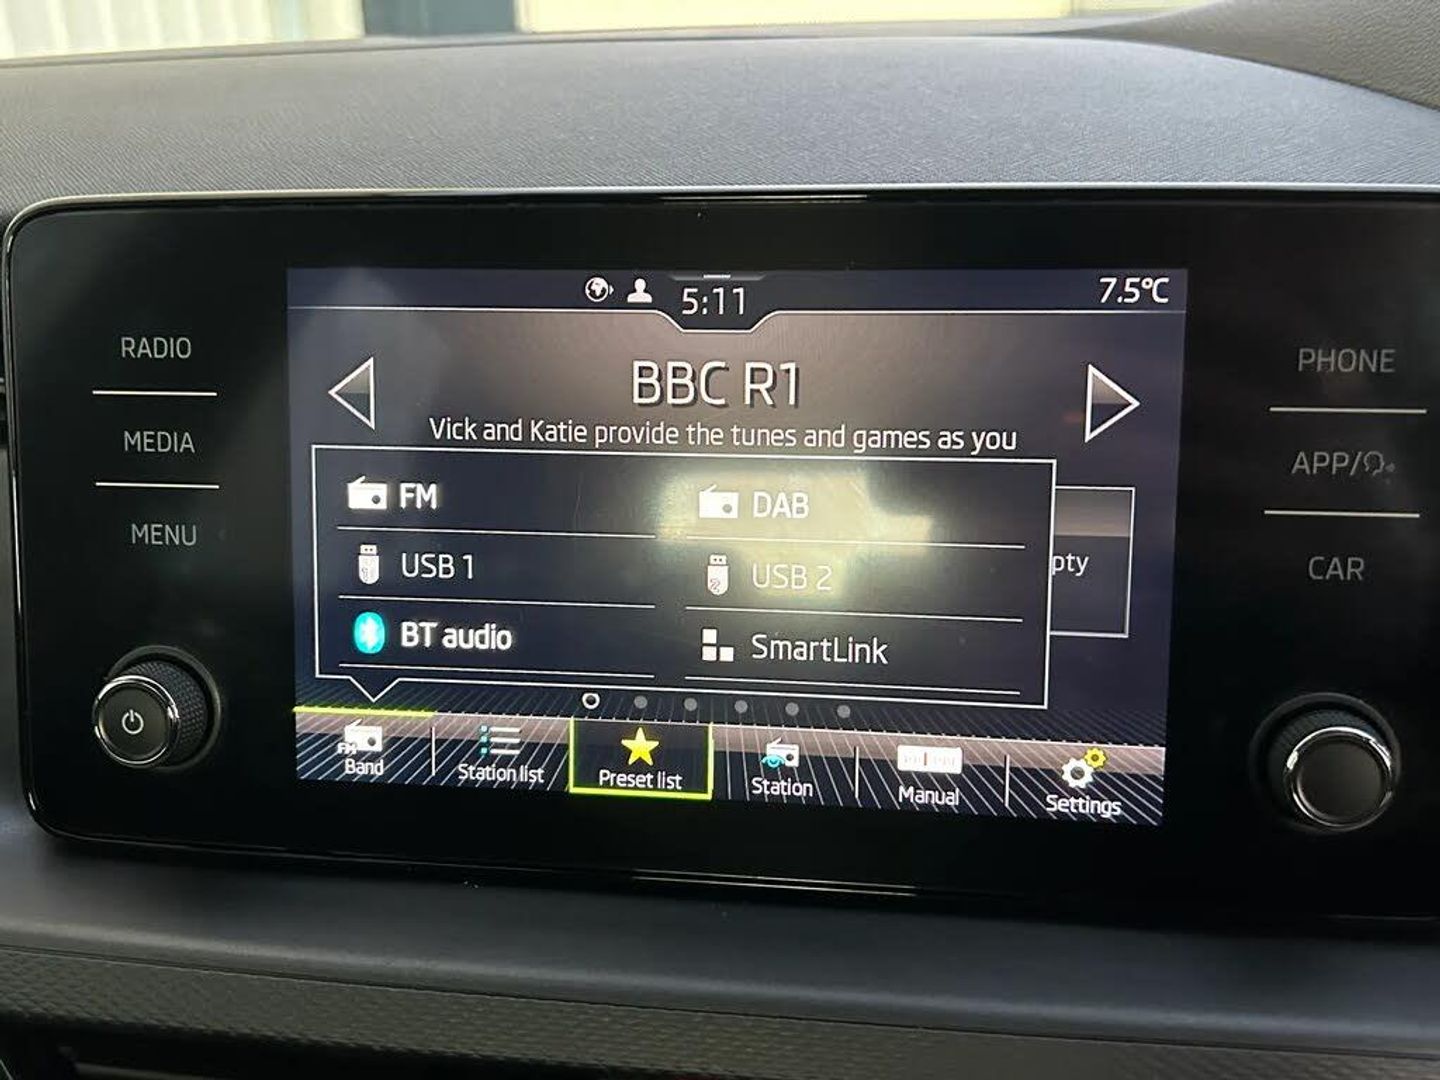 5:11
7.5°C
RADIO
MEDIA
MENU
PHONE
APP/
CAR
BBC R1
Vick and Katie provide the tunes and games as you
FM
DAB
USB 1
USB 2
BT audio
SmartLink
pty
FM
Band
Station list
Preset list
Station
Manual
Settings